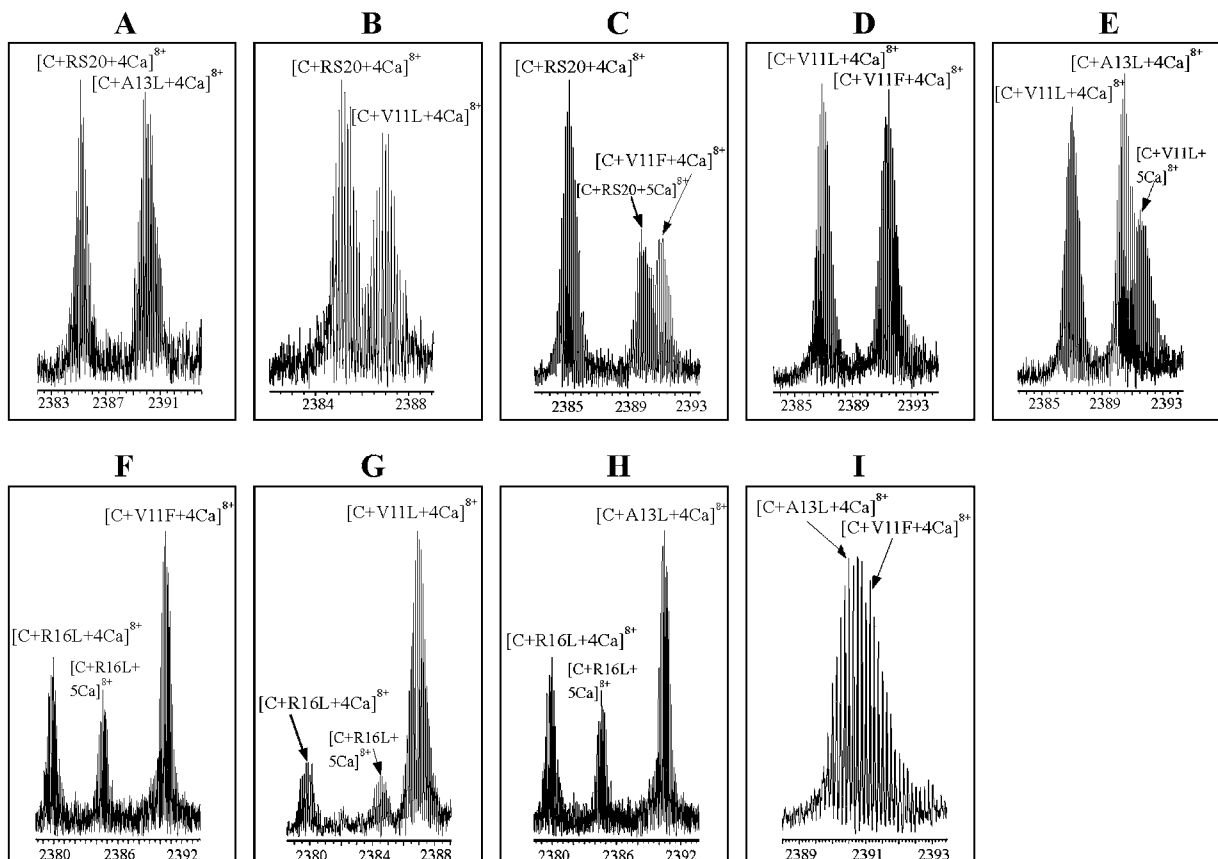 A
[C+RS20+4Ca]8+
[C+A13L+4Ca]8+
2383 2387 2391
B
[C+RS20+4Ca]8+
[C+V11L+4Ca]8+
2384 2388
C
[C+RS20+4Ca]8+
[C+V11F+4Ca]8+
[C+RS20+5Ca]8+
2385 2389 2393
D
[C+V11L+4Ca]8+
[C+V11F+4Ca]8+
2385 2389 2393
E
[C+A13L+4Ca]8+
[C+V11L+4Ca]8+
[C+V11L+
5Ca]8+
2385 2389 2393
F
[C+V11F+4Ca]8+
[C+R16L+4Ca]8+
[C+R16L+
5Ca]8+
2380 2386 2392
G
[C+V11L+4Ca]8+
[C+R16L+4Ca]8+
[C+R16L+
5Ca]8+
2380 2384 2388
H
[C+A13L+4Ca]8+
[C+R16L+4Ca]8+
[C+R16L+
5Ca]8+
2380 2386 2392
I
[C+A13L+4Ca]8+
[C+V11F+4Ca]8+
2389 2391 2393